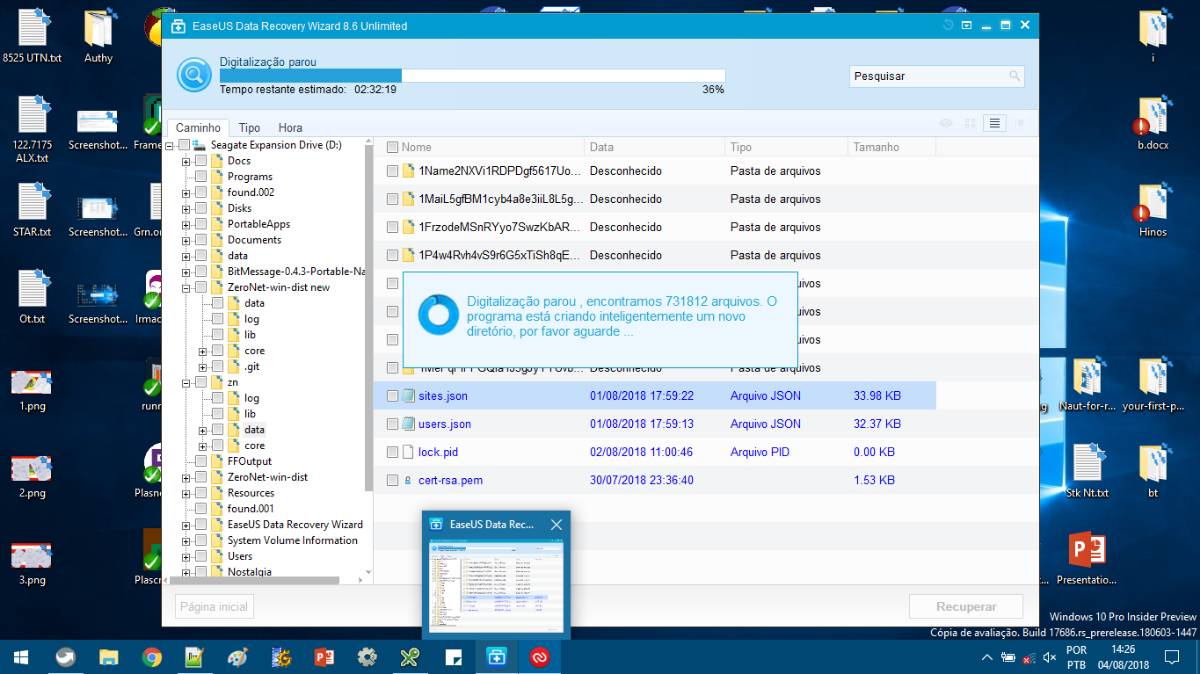 EaseUS Data Recovery Wizard 8.6 Unlimited
Digitalização parou
Tempo restante estimado: 02:32:19
36%
Pesquisar
Caminho Tipo Hora
Seagate Expansion Drive (D:)
Docs
Programs
found.002
Disks
PortableApps
Documents
data
BitMessage-0.4.3-Portable-Na
ZeroNet-win-dist new
data
log
lib
core
.git
zn
log
lib
data
core
FFOutput
ZeroNet-win-dist
Resources
found.001
EaseUS Data Recovery Wizard
System Volume Information
Users
Nostalgia
Nome Data Tipo Tamanho
1Name2NXVi1RDPDgf5617Uo... Desconhecido Pasta de arquivos
1MaiL5gfBM1cyb4a8e3iiL8L5g... Desconhecido Pasta de arquivos
1FrzodeMSnRYyo7SwzKbAR... Desconhecido Pasta de arquivos
1P4w4Rvh4vS9r6G5xTiSh8qE... Desconhecido Pasta de arquivos
Digitalização parou , encontramos 731812 arquivos. O
programa está criando inteligentemente um novo
diretório, por favor aguarde ...
sites.json 01/08/2018 17:59:22 Arquivo JSON 33.98 KB
users.json 01/08/2018 17:59:13 Arquivo JSON 32.37 KB
lock.pid 02/08/2018 11:00:46 Arquivo PID 0.00 KB
cert-rsa.pem 30/07/2018 23:36:40 1.53 KB
EaseUS Data Rec...
Página inicial
Recuperar
8525 UTN.txt
Authy
122.7175
ALX.txt
Screenshot...
Frame
STAR.txt
Screenshot...
Grn.or
Ot.txt
Screenshot...
Irmac
1.png
runr
2.png
Plasn
3.png
Plascr
i
b.docx
Hinos
Naut-for-r...
your-first-p...
Stk Nt.txt
bt
Presentatio...
Windows 10 Pro Insider Preview
Cópia de avaliação. Build 17686.rs_prerelease.180603-1447
POR
PTB
14:26
04/08/2018